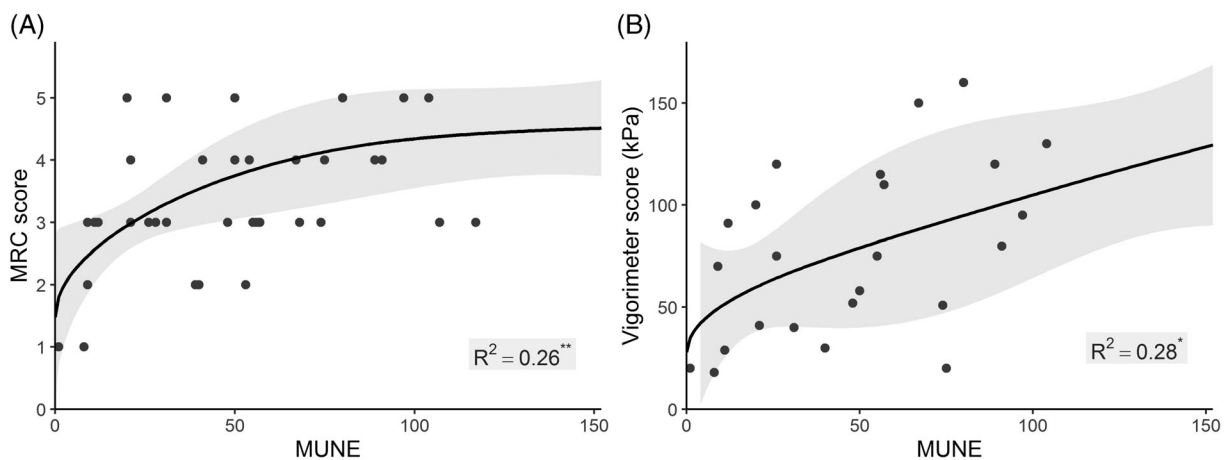 (A)
MRC score
5
4
3
2
1
0
0 50 100 150
MUNE
R² = 0.26**
(B)
Vigorimeter score (kPa)
150
100
50
0
0 50 100 150
MUNE
R² = 0.28*